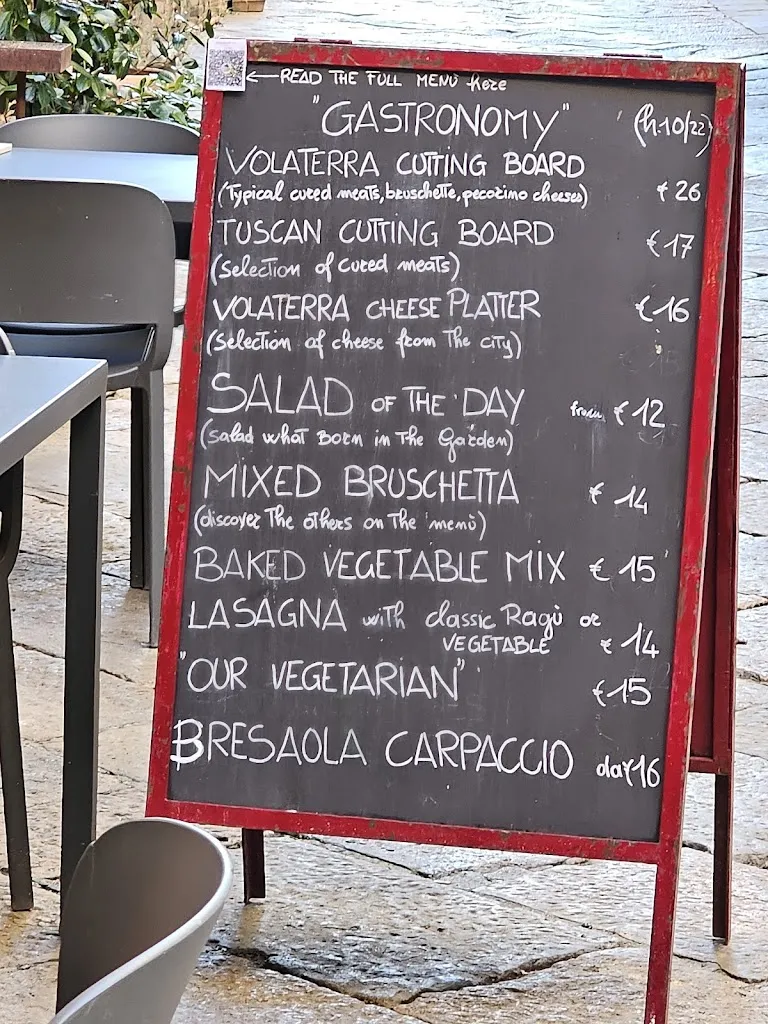 ←READ THE FULL MENÙ here
"GASTRONOMY" (h.10/22)
VOLATERRA CUTTING BOARD
(Typical cured meats, bruschette, pecorino cheeses) € 26
TUSCAN CUTTING BOARD € 17
(Selection of cured meats)
VOLATERRA CHEESE PLATTER € 16
(Selection of cheese from The city)
SALAD OF THE DAY from € 12
(salad what Born in The Garden)
MIXED BRUSCHETTA € 14
(discover The others on The menù)
BAKED VEGETABLE MIX € 15
LASAGNA with classic Ragù or
VEGETABLE € 14
"OUR VEGETARIAN" € 15
BRESAOLA CARPACCIO da €16